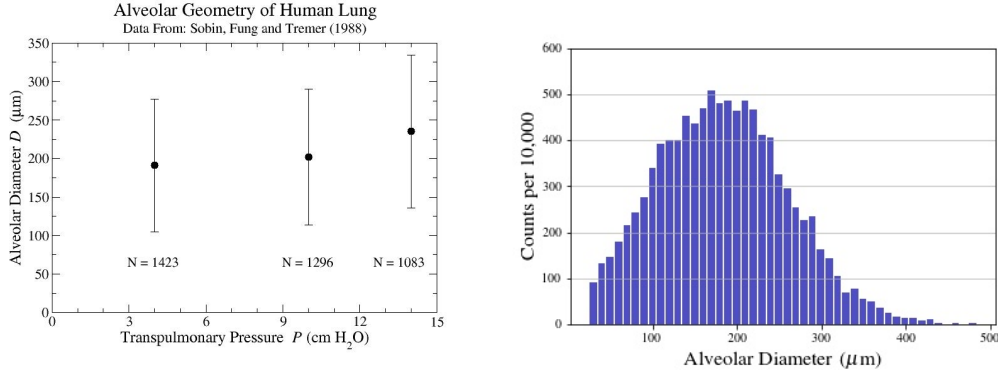 Alveolar Geometry of Human Lung
Data From: Sobin, Fung and Tremer (1988)
350
300
250
200
150
100
50
0
Alveolar Diameter D (μm)
N = 1423
N = 1296
N = 1083
0 3 6 9 12 15
Transpulmonary Pressure P (cm H₂O)
600
500
400
300
200
100
0
Counts per 10,000
100 200 300 400 500
Alveolar Diameter (μm)